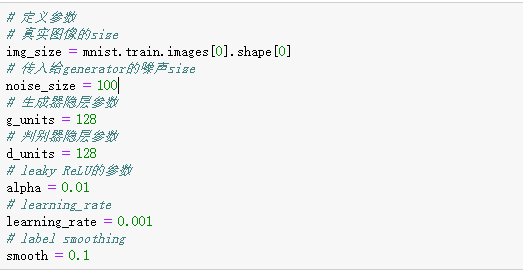 # 定义参数
# 真实图像的size
img_size = mnist.train.images[0].shape[0]
# 传入给generator的噪声size
noise_size = 100
# 生成器隐层参数
g_units = 128
# 判别器隐层参数
d_units = 128
# leaky ReLU的参数
alpha = 0.01
# learning_rate
learning_rate = 0.001
# label smoothing
smooth = 0.1